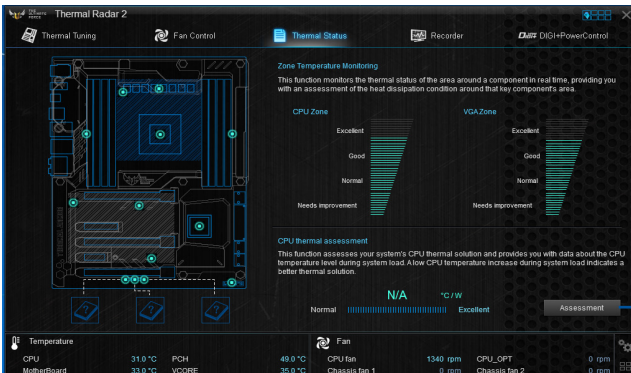 THE ULTIMATE FORCE
Thermal Radar 2
Thermal Tuning
Fan Control
Thermal Status
Recorder
DIGI+PowerControl
Zone Temperature Monitoring
This function monitors the thermal status of the area around a component in real time, providing you
with an assessment of the heat dissipation condition around that key component's area.
CPU Zone
VGA Zone
Excellent
Excellent
Good
Good
Normal
Normal
Needs improvement
Needs improvement
CPU thermal assessment
This function assesses your system's CPU thermal solution and provides you with data about the CPU
temperature level during system load. A low CPU temperature increase during system load indicates a
better thermal solution.
N/A °C / W
Normal
Excellent
Assessment
Temperature
Fan
CPU 31.0 °C PCH 49.0 °C CPU fan 1340 rpm CPU_OPT 0 rpm
MotherBoard 33.0 °C VCORE 35.0 °C Chassis fan 1 0 rpm Chassis fan 2 0 rpm